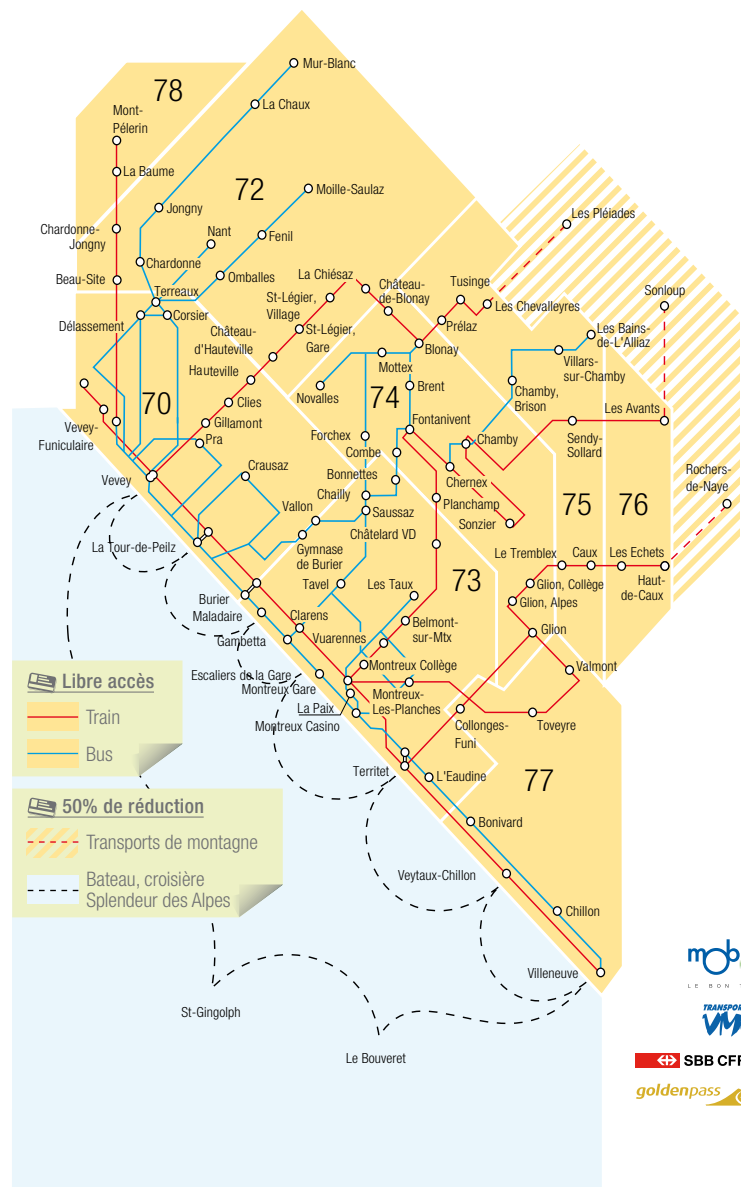 Mur-Blanc
78
Mont-
Pélerin
La Chaux
La Baume
72
Moille-Saulaz
Jongny
Les Pléiades
Nant
Chardonne-
Jongny
Fenil
Chardonne
La Chiésaz
Omballes
Beau-Site
Château-
de-Blonay
Tusinge
Sonloup
Terreaux
St-Légier,
Village
Les Chevalleyres
Corsier
Prélaz
Délassement
St-Légier,
Gare
Les Bains-
de-L'Alliaz
Château-
d'Hauteville
Blonay
Villars-
sur-Chamby
Hauteville
Mottex
Novalles
74
Brent
Chamby,
Brison
Clies
70
Gillamont
Fontanivent
Les Avants
Vevey-
Funiculaire
Pra
Forchex
Chamby
Sendy-
Sollard
Combe
Crausaz
Bonnettes
Chernex
Rochers-
de-Naye
Vevey
Chailly
Planchamp
75
76
Vallon
Saussaz
Sonzier
La Tour-de-Peilz
Gymnase
de Burier
Châtelard VD
Le Tremblex
Caux
Les Echets
73
Tavel
Les Taux
Glion, Collège
Haut-
de-Caux
Burier
Glion, Alpes
Maladaire
Clarens
Belmont-
sur-Mtx
Glion
Gambetta
Vuarennes
Montreux Collège
Valmont
Escaliers de la Gare
Montreux Gare
Montreux-
Les-Planches
La Paix
Montreux Casino
Collonges-
Funi
Toveyre
Territet
L'Eaudine
77
Bonivard
Veytaux-Chillon
Chillon
Villeneuve
Libre accès
Train
Bus
50% de réduction
Transports de montagne
Bateau, croisière
Splendeur des Alpes
St-Gingolph
Le Bouveret
mob
LE BON
TRANSPOR
VM
SBB CFF
goldenpass